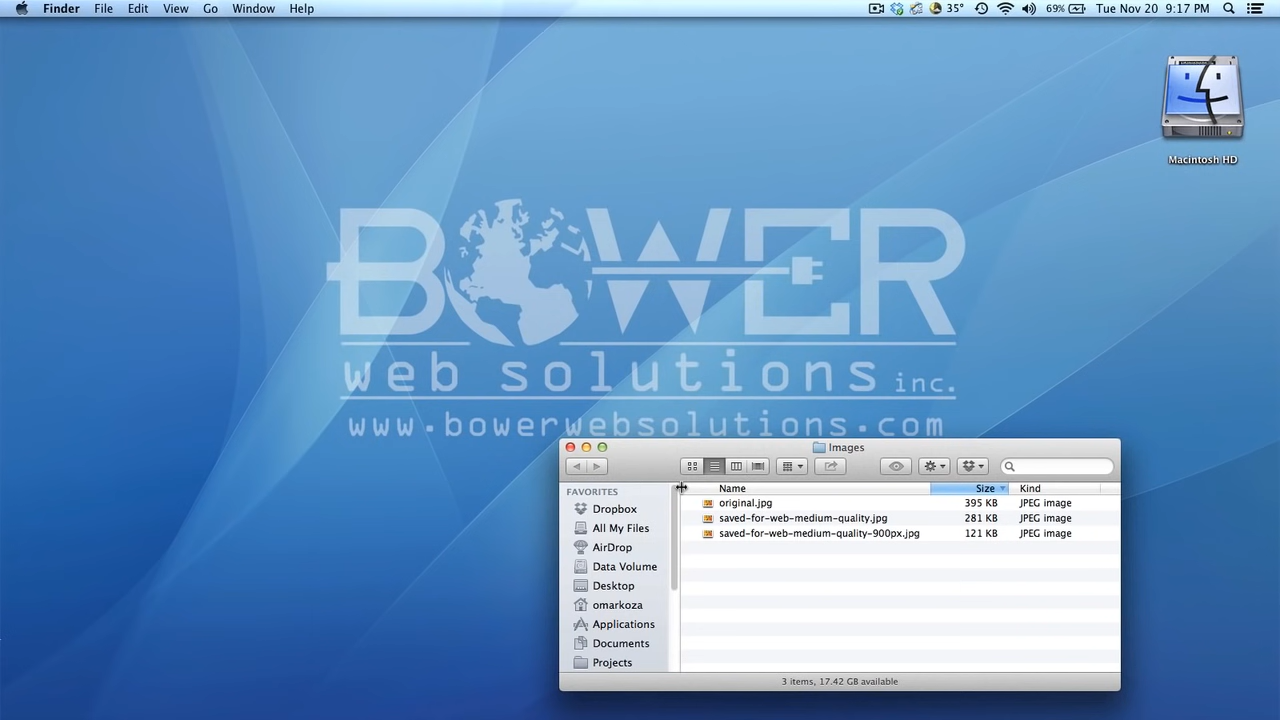 Finder File Edit View Go Window Help 35° 69% Tue Nov 20 9:17 PM
Macintosh HD
BOWER
web solutions inc.
www.bowerwebsolutions.com
Images
FAVORITES
Dropbox
All My Files
AirDrop
Data Volume
Desktop
omarkoza
Applications
Documents
Projects
Name Size Kind
original.jpg 395 KB JPEG image
saved-for-web-medium-quality.jpg 281 KB JPEG image
saved-for-web-medium-quality-900px.jpg 121 KB JPEG image
3 items, 17.42 GB available